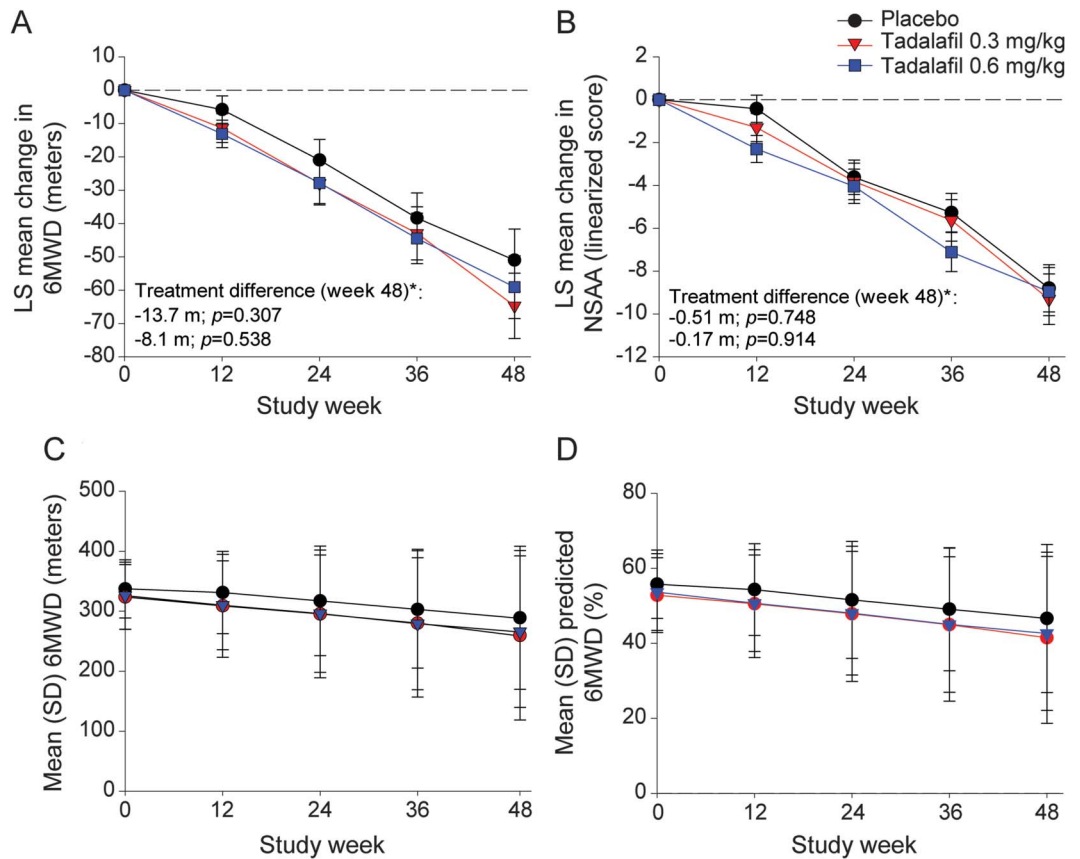 A
B
Placebo
Tadalafil 0.3 mg/kg
Tadalafil 0.6 mg/kg
LS mean change in
6MWD (meters)
10
0
-10
-20
-30
-40
-50
-60
-70
-80
Treatment difference (week 48)*:
-13.7 m; p=0.307
-8.1 m; p=0.538
0 12 24 36 48
Study week
LS mean change in
NSAA (linearized score)
2
0
-2
-4
-6
-8
-10
-12
Treatment difference (week 48)*:
-0.51 m; p=0.748
-0.17 m; p=0.914
0 12 24 36 48
Study week
C
Mean (SD) 6MWD (meters)
500
400
300
200
100
0
0 12 24 36 48
Study week
D
Mean (SD) predicted
6MWD (%)
80
60
40
20
0
0 12 24 36 48
Study week